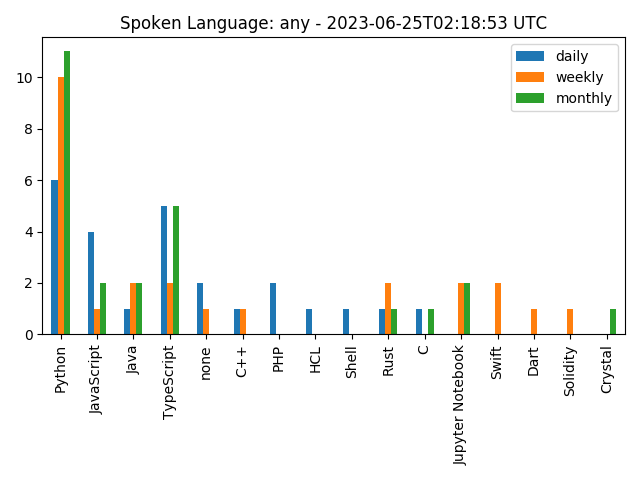 Spoken Language: any - 2023-06-25T02:18:53 UTC
daily
weekly
monthly
10
8
6
4
2
0
Python
JavaScript
Java
TypeScript
none
C++
PHP
HCL
Shell
Rust
C
Jupyter Notebook
Swift
Dart
Solidity
Crystal